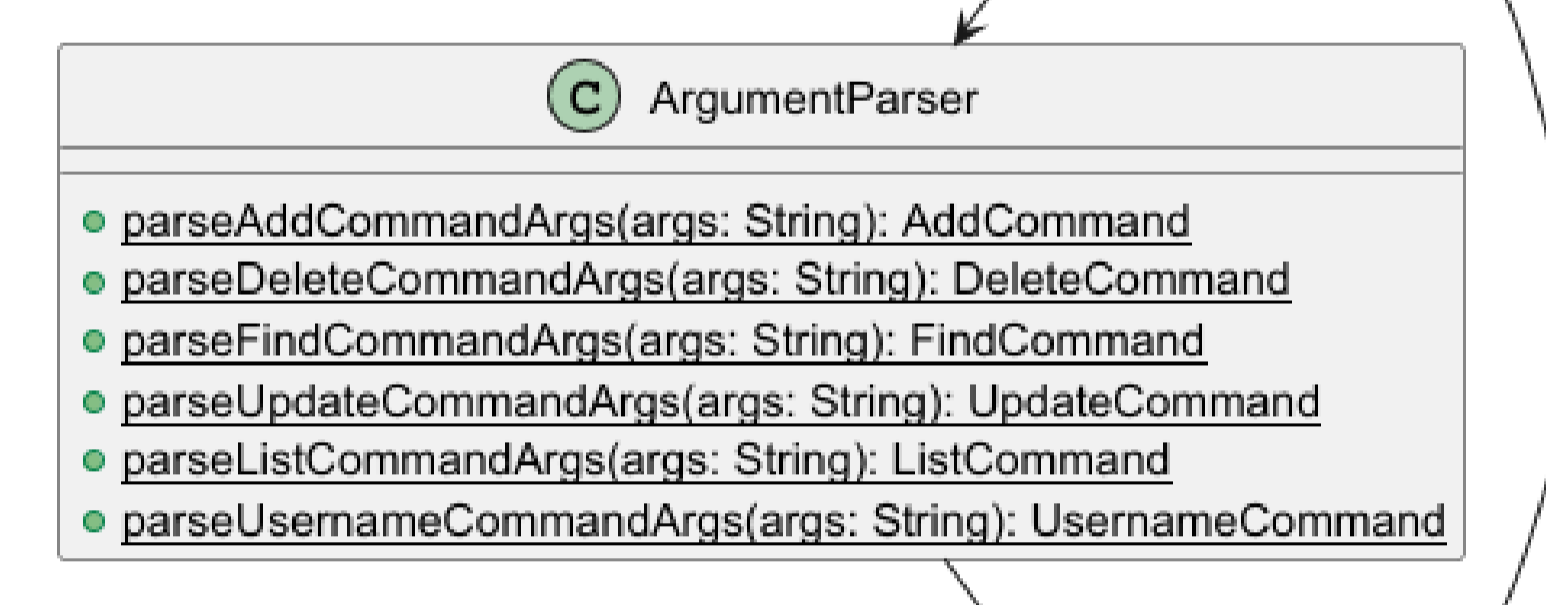 C ArgumentParser
parseAddCommandArgs(args: String): AddCommand
parseDeleteCommandArgs(args: String): DeleteCommand
parseFindCommandArgs(args: String): FindCommand
parseUpdateCommandArgs(args: String): UpdateCommand
parseListCommandArgs(args: String): ListCommand
parseUsernameCommandArgs(args: String): UsernameCommand